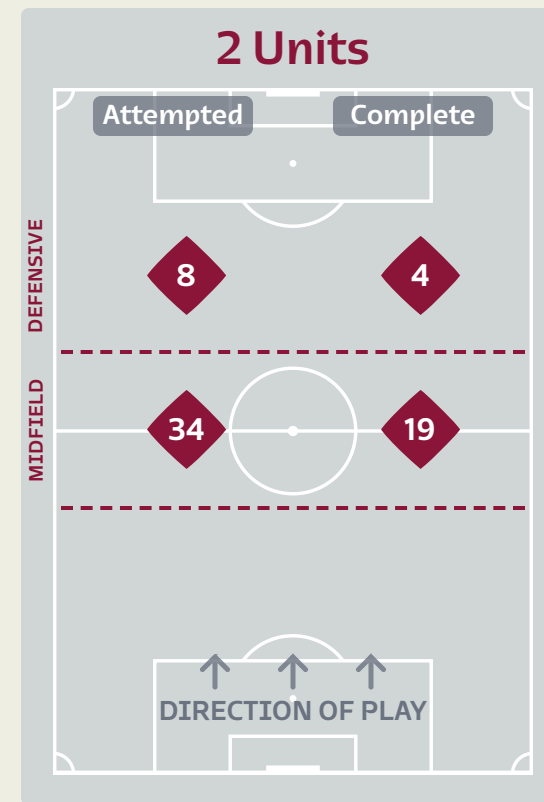 2 Units
Attempted
Complete
DEFENSIVE
8
4
MIDFIELD
34
19
DIRECTION OF PLAY